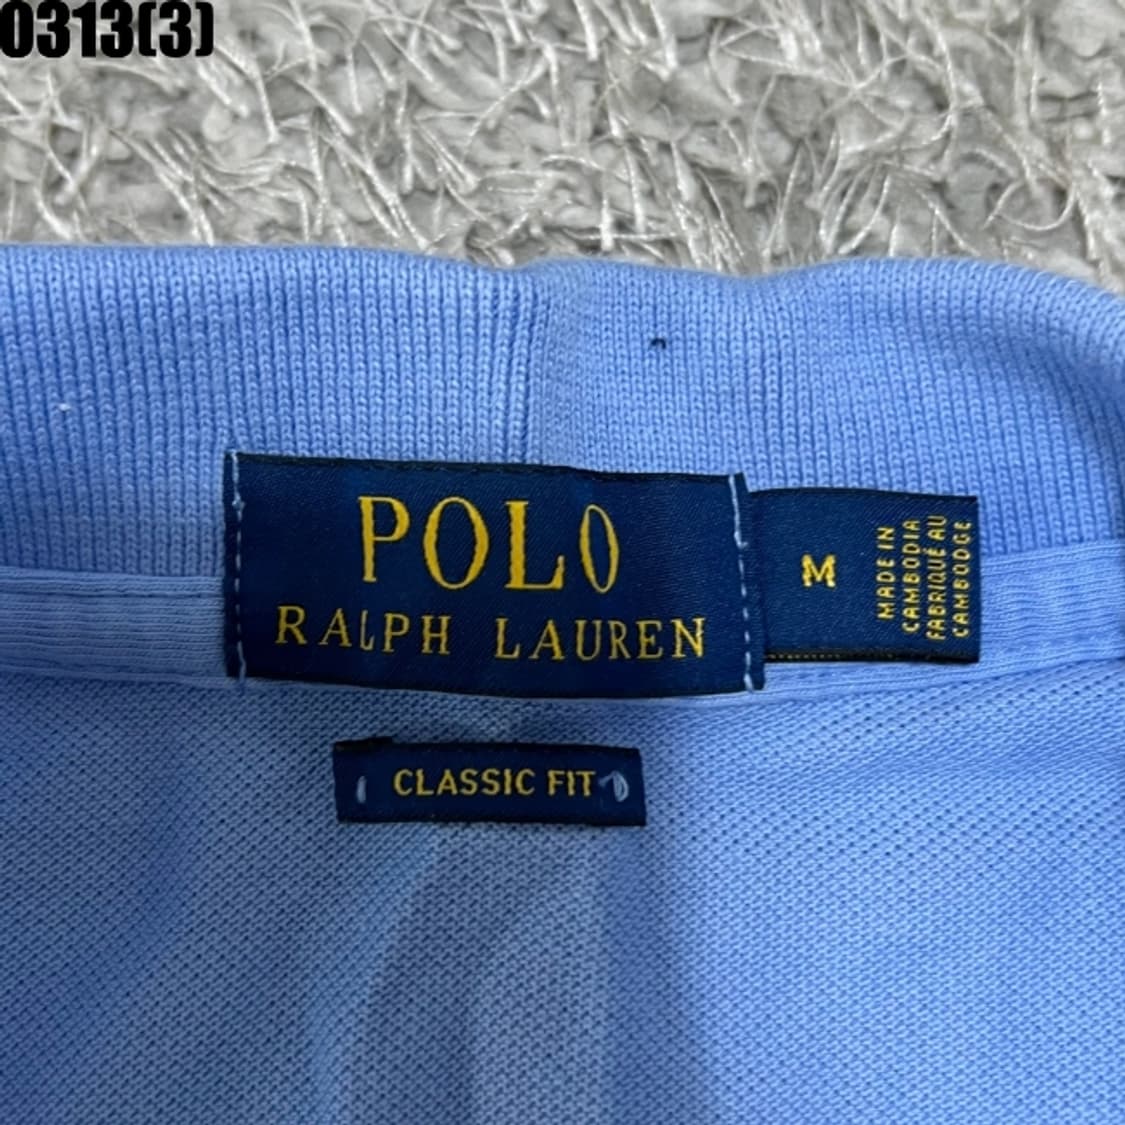 0313(3)
POLO
RALPH LAUREN
M
MADE IN
CAMBODIA
FABRIQUÉ AU
CAMBODGE
CLASSIC FIT